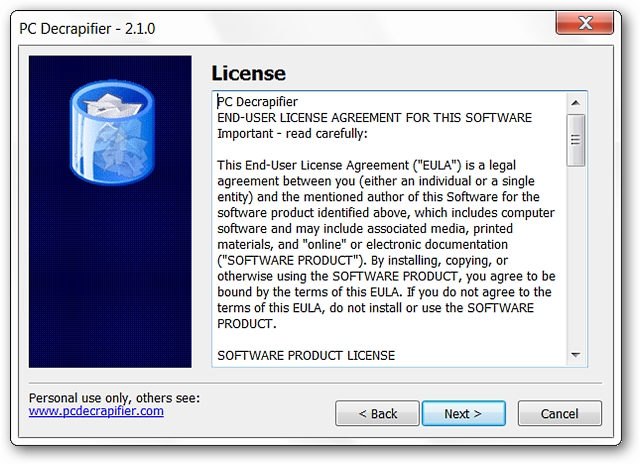 PC Decrapifier - 2.1.0
License
PC Decrapifier
END-USER LICENSE AGREEMENT FOR THIS SOFTWARE
Important - read carefully:
This End-User License Agreement ("EULA") is a legal
agreement between you (either an individual or a single
entity) and the mentioned author of this Software for the
software product identified above, which includes computer
software and may include associated media, printed
materials, and "online" or electronic documentation
("SOFTWARE PRODUCT"). By installing, copying, or
otherwise using the SOFTWARE PRODUCT, you agree to be
bound by the terms of this EULA. If you do not agree to the
terms of this EULA, do not install or use the SOFTWARE
PRODUCT.
SOFTWARE PRODUCT LICENSE
Personal use only, others see:
www.pcdecrapifier.com
< Back
Next >
Cancel